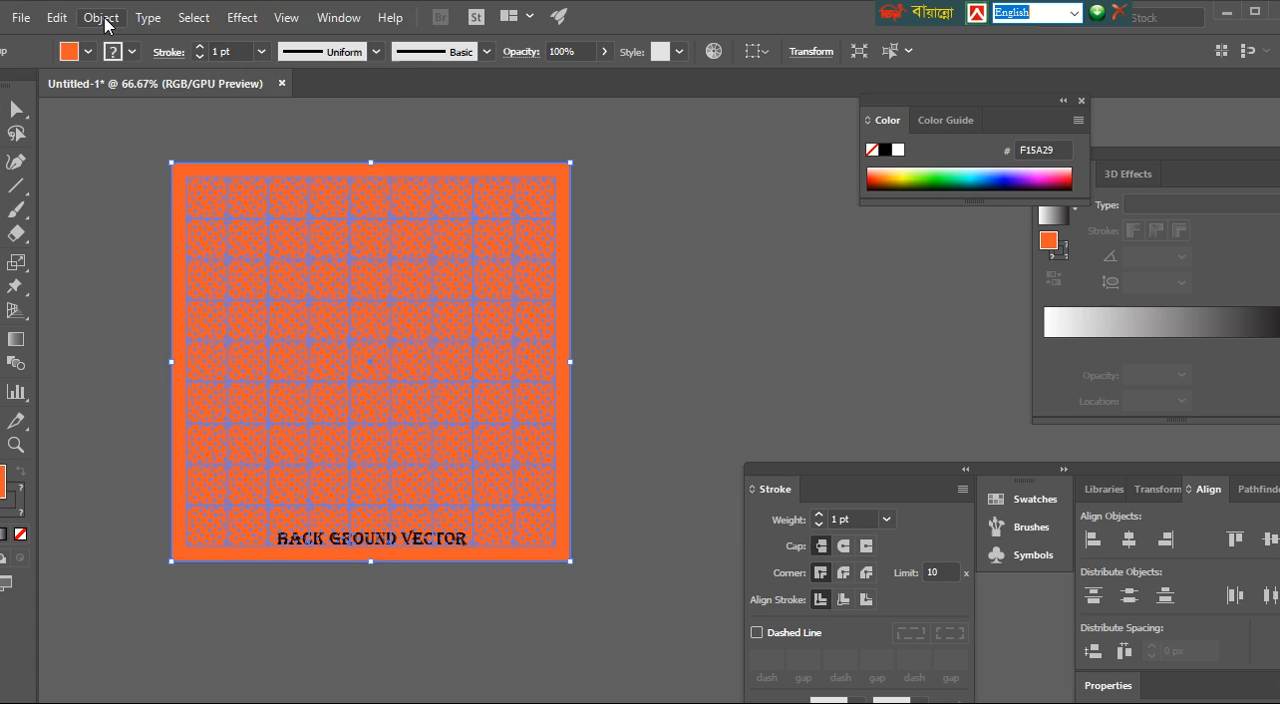 File Edit Object Type Select Effect View Window Help Br St
বায়ান্নো English Stock
Stroke: 1 pt Uniform Basic Opacity: 100% Style: Transform
Untitled-1* @ 66.67% (RGB/GPU Preview) ×
Color Color Guide
# F15A29
3D Effects
Type:
Stroke:
Opacity:
Location:
BACK GROUND VECTOR
Stroke
Weight: 1 pt
Cap:
Corner: Limit: 10 x
Align Stroke:
Dashed Line
dash gap dash gap dash gap
Swatches
Brushes
Symbols
Libraries Transform Align Pathfinde
Align Objects:
Distribute Objects:
Distribute Spacing:
0 px
Properties